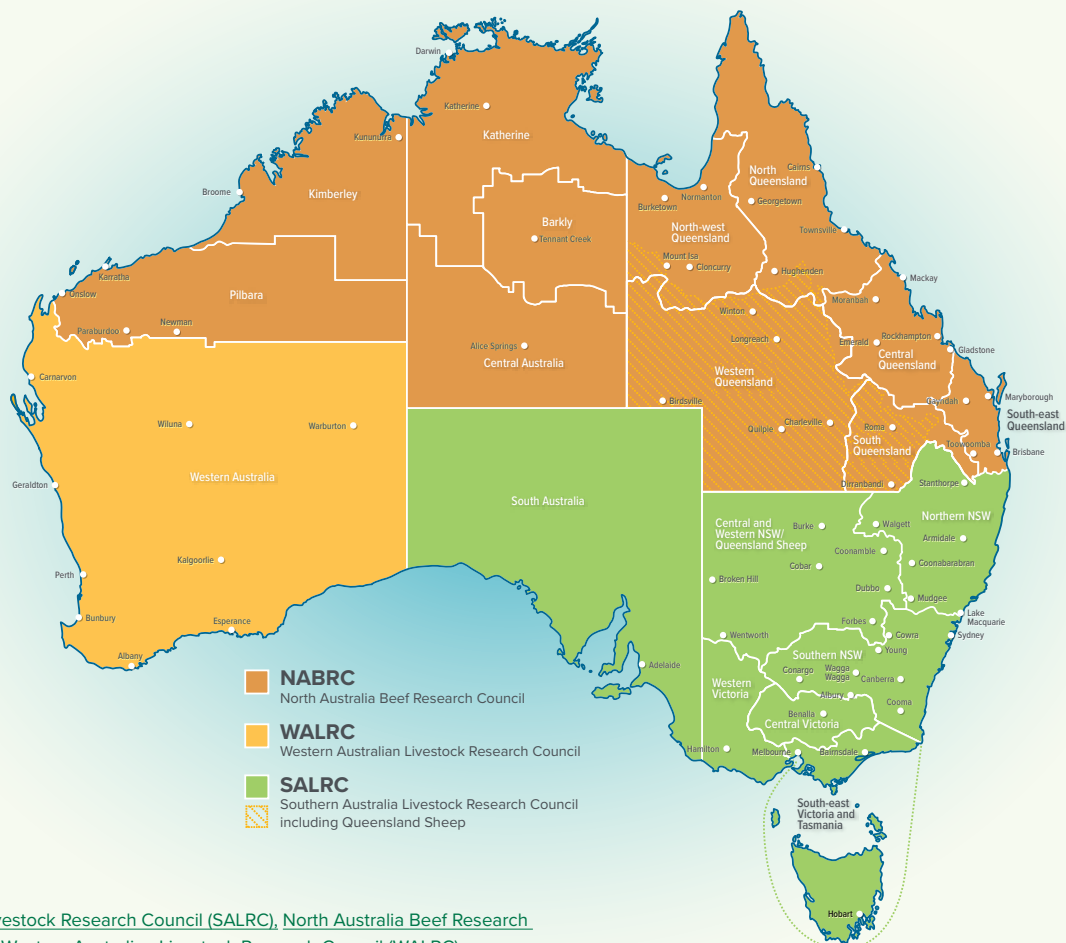 Darwin
Katherine
Katherine
Kununurra
Kimberley
Broome
Barkly
Tennant Creek
North
Queensland
Cairns
Georgetown
Normanton
Burketown
North-west
Queensland
Townsville
Mount Isa
Cloncurry
Hughenden
Mackay
Karratha
Onslow
Pilbara
Paraburdoo
Newman
Moranbah
Winton
Longreach
Emerald
Rockhampton
Gladstone
Central
Queensland
Alice Springs
Central Australia
Western
Queensland
Carnarvon
Birdsville
Gayndah
Maryborough
South-east
Queensland
Wiluna
Warburton
Quilpie
Charleville
Roma
South
Queensland
Toowoomba
Brisbane
Western Australia
Geraldton
Dirranbandi
Stanthorpe
South Australia
Northern NSW
Central and
Western NSW/
Queensland Sheep
Burke
Walgett
Armidale
Coonamble
Coonabarabran
Cobar
Kalgoorlie
Perth
Broken Hill
Dubbo
Mudgee
Bunbury
Esperance
Forbes
Lake
Macquarie
Wentworth
Cowra
Sydney
Young
Albany
Adelaide
Southern NSW
Conargo
Wagga
Wagga
Canberra
Western
Victoria
Albury
Cooma
Benalla
Central Victoria
Hamilton
Melbourne
Bairnsdale
NABRC
North Australia Beef Research Council
WALRC
Western Australian Livestock Research Council
SALRC
Southern Australia Livestock Research Council
including Queensland Sheep
South-east
Victoria and
Tasmania
Hobart
vestock Research Council (SALRC), North Australia Beef Research
Western Australian Livestock Research Council (WALRC)